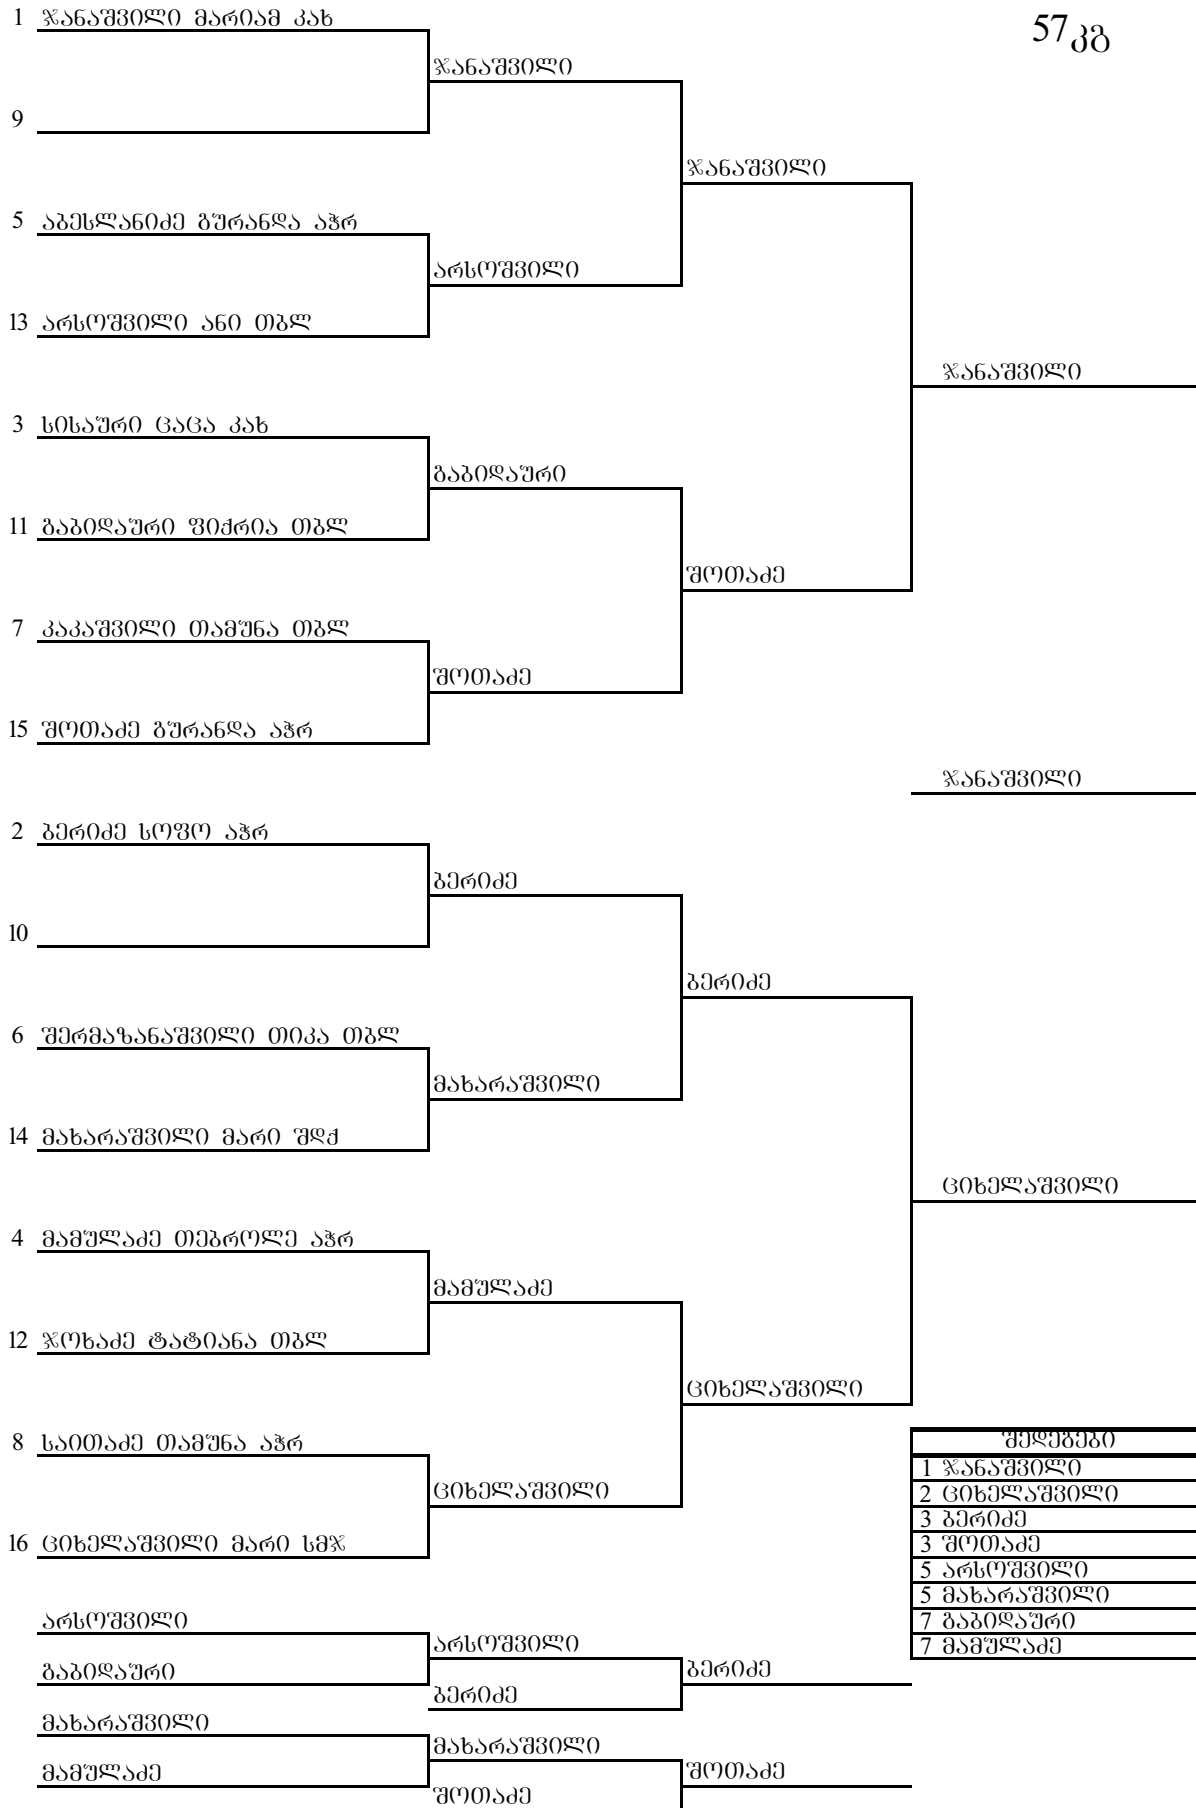 1 ჯანაშვილი მარიამ კახ
57კგ
ჯანაშვილი
9
ჯანაშვილი
5 აბესლანიძე გურანდა აჭრ
არსოშვილი
13 არსოშვილი ანი თბლ
ჯანაშვილი
3 სისაური ცაცა კახ
გაბიდაური
11 გაბიდაური ფიქრია თბლ
შოთაძე
7 კაკაშვილი თამუნა თბლ
შოთაძე
15 შოთაძე გურანდა აჭრ
ჯანაშვილი
2 ბერიძე სოფო აჭრ
ბერიძე
10
ბერიძე
6 შერმაზანაშვილი თიკა თბლ
მახარაშვილი
14 მახარაშვილი მარი შდქ
ციხელაშვილი
4 მამულაძე თებროლე აჭრ
მამულაძე
12 ჯოხაძე ტატიანა თბლ
ციხელაშვილი
8 საითაძე თამუნა აჭრ
ციხელაშვილი
16 ციხელაშვილი მარი სმჯ
შედეგები
1 ჯანაშვილი
2 ციხელაშვილი
3 ბერიძე
3 შოთაძე
5 არსოშვილი
5 მახარაშვილი
7 გაბიდაური
7 მამულაძე
არსოშვილი
არსოშვილი
გაბიდაური
ბერიძე
ბერიძე
მახარაშვილი
მახარაშვილი
მამულაძე
შოთაძე
შოთაძე